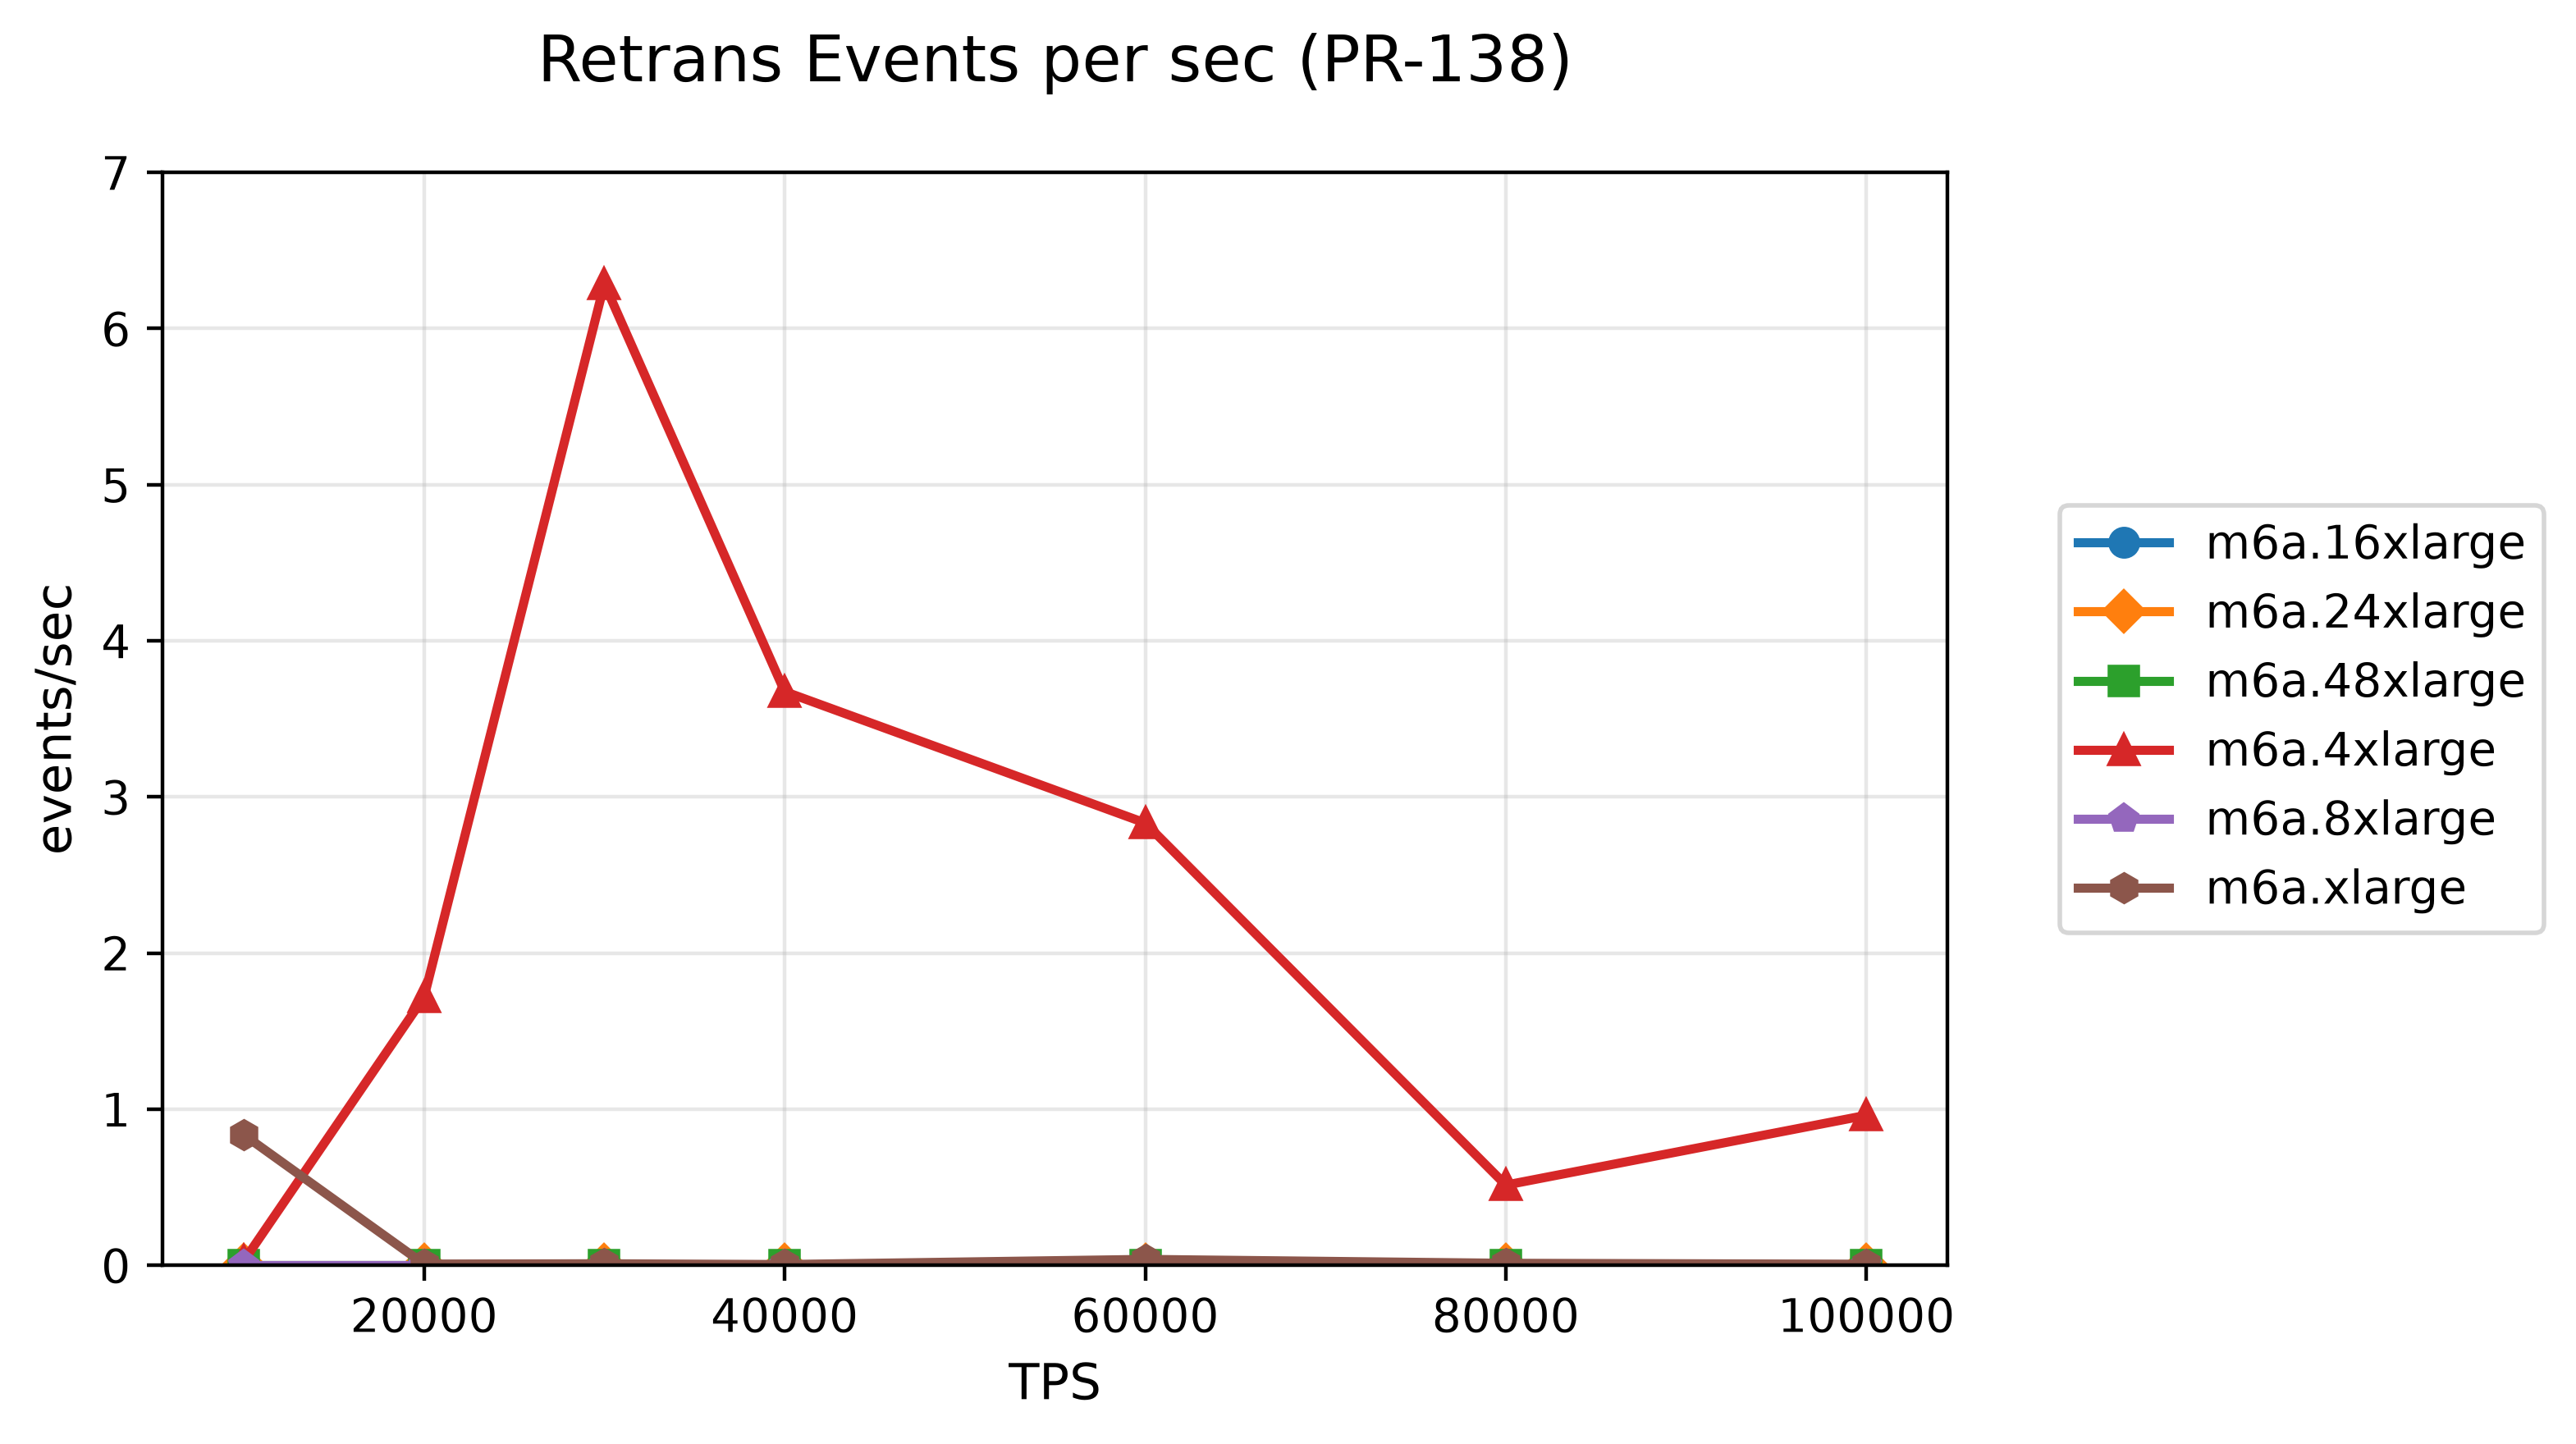 Retrans Events per sec (PR-138)
7
6
5
4
3
2
1
0
events/sec
20000 40000 60000 80000 100000
TPS
m6a.16xlarge
m6a.24xlarge
m6a.48xlarge
m6a.4xlarge
m6a.8xlarge
m6a.xlarge